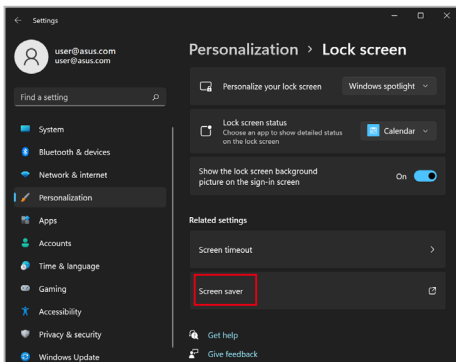 Settings
user@asus.com
user@asus.com
Find a setting
System
Bluetooth & devices
Network & internet
Personalization
Apps
Accounts
Time & language
Gaming
Accessibility
Privacy & security
Windows Update
Personalization > Lock screen
Personalize your lock screen
Windows spotlight
Lock screen status
Choose an app to show detailed status
on the lock screen
Calendar
Show the lock screen background
picture on the sign-in screen
On
Related settings
Screen timeout
Screen saver
Get help
Give feedback